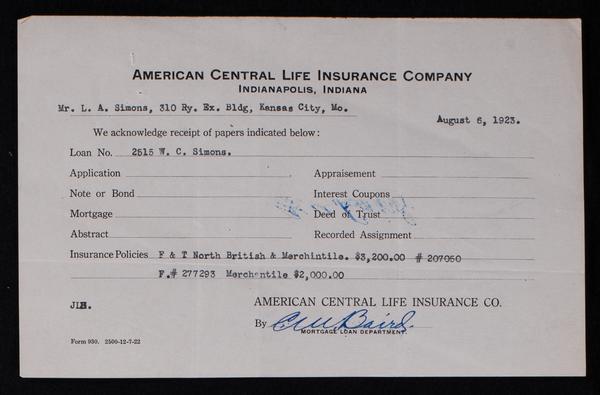 AMERICAN CENTRAL LIFE INSURANCE COMPANY
INDIANAPOLIS, INDIANA
Mr. L. A. Simons, 310 Ry. Ex. Bldg, Kansas City, Mo.
August 6, 1923.
We acknowledge receipt of papers indicated below:
Loan No. 2515 W. C. Simons.
Application Appraisement
Note or Bond Interest Coupons
Mortgage Deed of Trust
Abstract Recorded Assignment
Insurance Policies F & T North British & Merchintile. $3,200.00 # 207050
F.# 277293 Merchentile $2,000.00
AMERICAN CENTRAL LIFE INSURANCE CO.
JLH.
By CM Baird
MORTGAGE LOAN DEPARTMENT.
Form 930. 2500-12-7-22